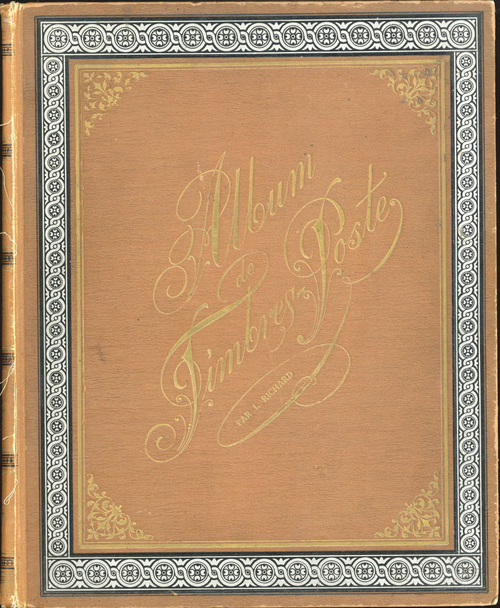 Album
de
Timbres-Poste
PAR L. RICHARD